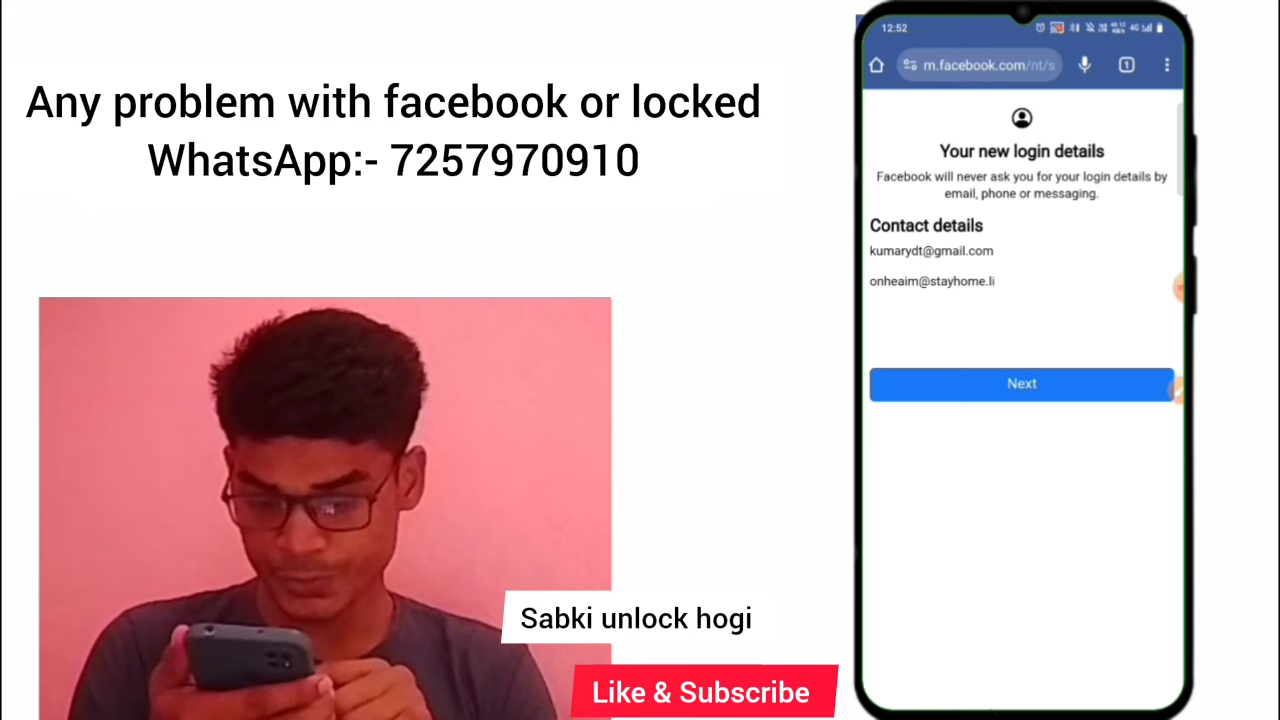 Any problem with facebook or locked
WhatsApp:- 7257970910
Sabki unlock hogi
Like & Subscribe
12:52
4G
m.facebook.com/nt/s
1
Your new login details
Facebook will never ask you for your login details by
email, phone or messaging.
Contact details
kumarydt@gmail.com
onheaim@stayhome.li
Next